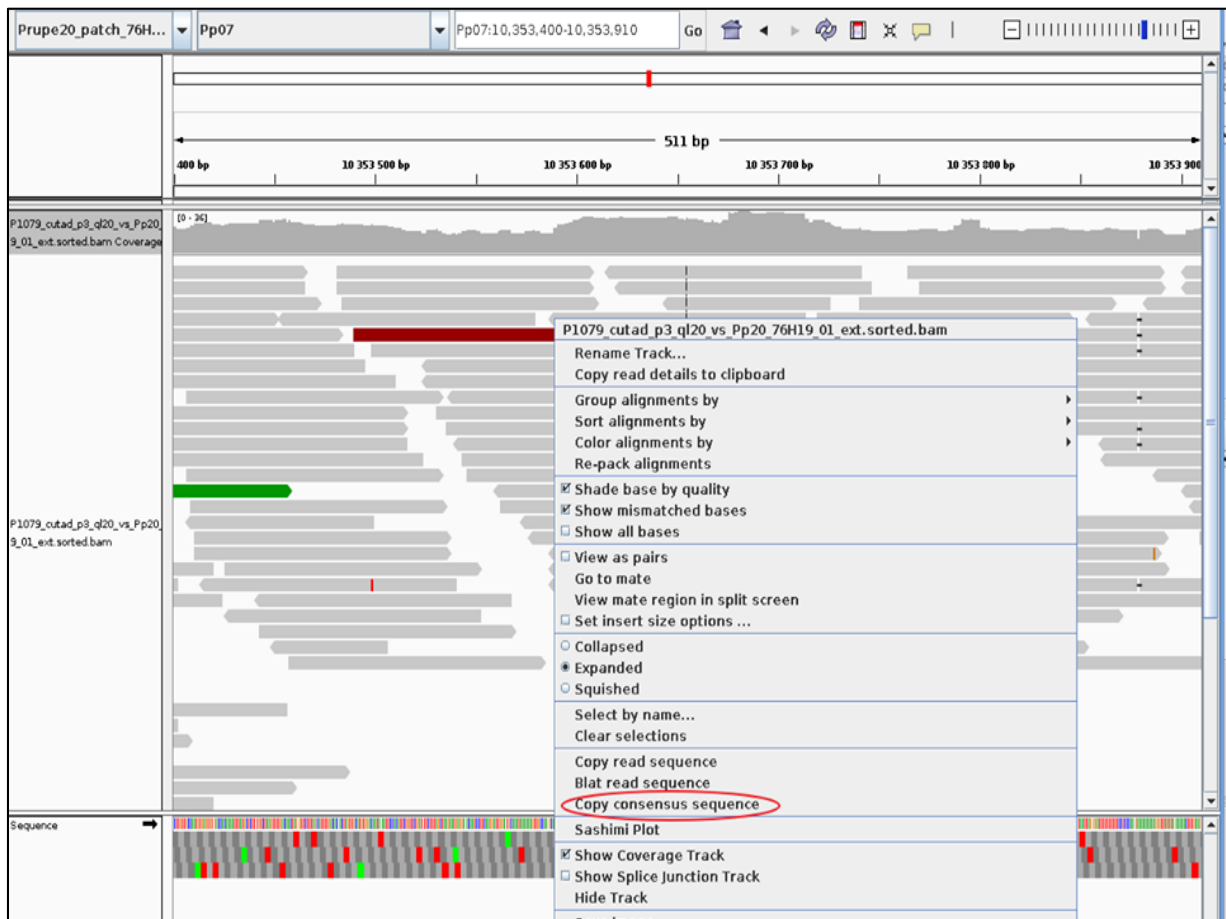 Prupe20_patch_76H... Pp07 Pp07:10,353,400-10,353,910 Go
511 bp
400 bp 10 353 500 bp 10 353 600 bp 10 353 700 bp 10 353 800 bp 10 353 900
[0 - 36]
P1079_cutad_p3_ql20_vs_Pp20_
9_01_ext.sorted.bam Coverage
P1079_cutad_p3_ql20_vs_Pp20_76H19_01_ext.sorted.bam
Rename Track...
Copy read details to clipboard
Group alignments by
Sort alignments by
Color alignments by
Re-pack alignments
Shade base by quality
Show mismatched bases
Show all bases
P1079_cutad_p3_ql20_vs_Pp20_
9_01_ext.sorted.bam
View as pairs
Go to mate
View mate region in split screen
Set insert size options ...
Collapsed
Expanded
Squished
Select by name...
Clear selections
Copy read sequence
Blat read sequence
Copy consensus sequence
Sequence
Sashimi Plot
Show Coverage Track
Show Splice Junction Track
Hide Track